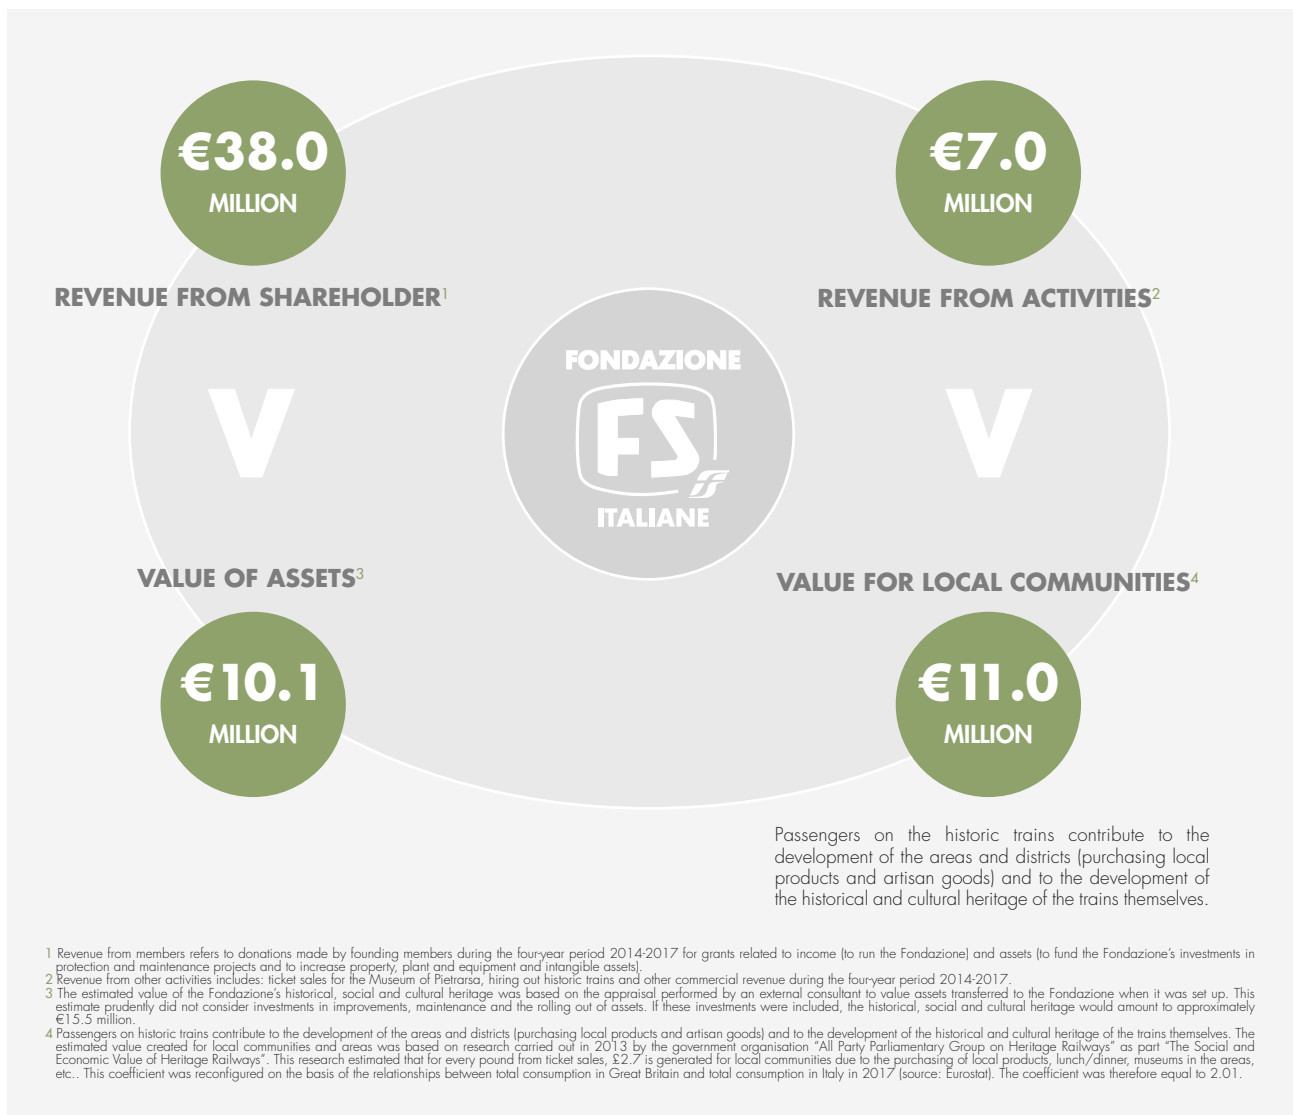 €38.0
MILLION
REVENUE FROM SHAREHOLDER1
V
VALUE OF ASSETS3
€10.1
MILLION
FONDAZIONE
FS
ITALIANE
€7.0
MILLION
REVENUE FROM ACTIVITIES2
V
VALUE FOR LOCAL COMMUNITIES4
€11.0
MILLION
Passengers on the historic trains contribute to the
development of the areas and districts (purchasing local
products and artisan goods) and to the development of
the historical and cultural heritage of the trains themselves.
1 Revenue from members refers to donations made by founding members during the four-year period 2014-2017 for grants related to income (to run the Fondazione) and assets (to fund the Fondazione's investments in
protection and maintenance projects and to increase property, plant and equipment and intangible assets).
2 Revenue from other activities includes: ticket sales for the Museum of Pietrarsa, hiring out historic trains and other commercial revenue during the four-year period 2014-2017.
3 The estimated value of the Fondazione's historical, social and cultural heritage was based on the appraisal performed by an external consultant to value assets transferred to the Fondazione when it was set up. This
estimate prudently did not consider investments in improvements, maintenance and the rolling out of assets. If these investments were included, the historical, social and cultural heritage would amount to approximately
€15.5 million.
4 Passengers on historic trains contribute to the development of the areas and districts (purchasing local products and artisan goods) and to the development of the historical and cultural heritage of the trains themselves. The
estimated value created for local communities and areas was based on research carried out in 2013 by the government organisation “All Party Parliamentary Group on Heritage Railways” as part “The Social and
Economic Value of Heritage Railways”. This research estimated that for every pound from ticket sales, £2.7 is generated for local communities due to the purchasing of local products, lunch/dinner, museums in the areas,
etc.. This coefficient was reconfigured on the basis of the relationships between total consumption in Great Britain and total consumption in Italy in 2017 (source: Eurostat). The coefficient was therefore equal to 2.01.